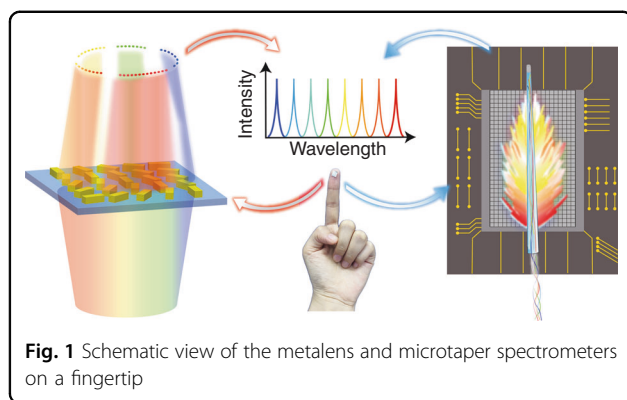 Intensity
Wavelength
Fig. 1 Schematic view of the metalens and microtaper spectrometers
on a fingertip